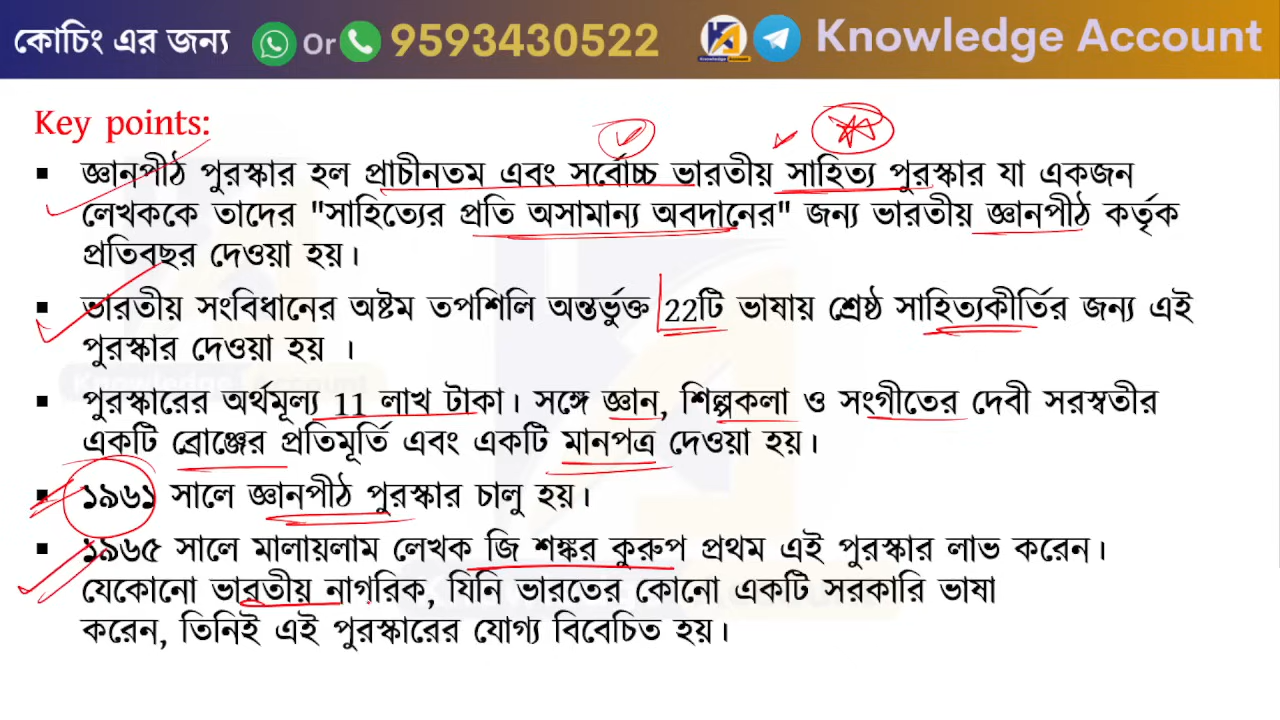 কোচিং এর জন্য Or 9593430522 Knowledge Account
Key points:
▪ জ্ঞানপীঠ পুরস্কার হল প্রাচীনতম এবং সর্বোচ্চ ভারতীয় সাহিত্য পুরস্কার যা একজন
লেখককে তাদের "সাহিত্যের প্রতি অসামান্য অবদানের" জন্য ভারতীয় জ্ঞানপীঠ কর্তৃক
প্রতিবছর দেওয়া হয়।
▪ ভারতীয় সংবিধানের অষ্টম তপশিলি অন্তর্ভুক্ত 22টি ভাষায় শ্রেষ্ঠ সাহিত্যকীর্তির জন্য এই
পুরস্কার দেওয়া হয় ।
▪ পুরস্কারের অর্থমূল্য 11 লাখ টাকা। সঙ্গে জ্ঞান, শিল্পকলা ও সংগীতের দেবী সরস্বতীর
একটি ব্রোঞ্জের প্রতিমূর্তি এবং একটি মানপত্র দেওয়া হয়।
▪ ১৯৬১ সালে জ্ঞানপীঠ পুরস্কার চালু হয়।
▪ ১৯৬৫ সালে মালায়লাম লেখক জি শঙ্কর কুরুপ প্রথম এই পুরস্কার লাভ করেন।
যেকোনো ভারতীয় নাগরিক, যিনি ভারতের কোনো একটি সরকারি ভাষা
করেন, তিনিই এই পুরস্কারের যোগ্য বিবেচিত হয়।